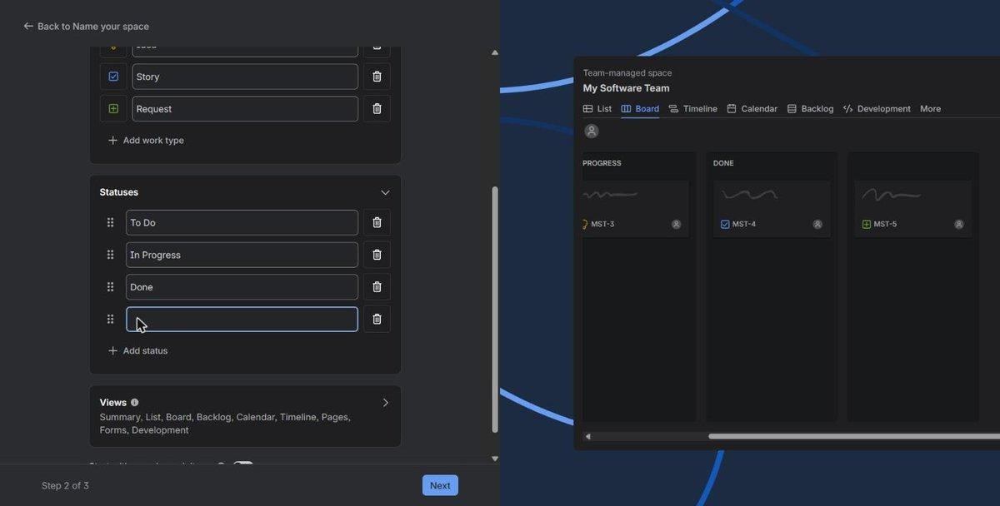 Back to Name your space
Story
Request
Add work type
Statuses
To Do
In Progress
Done
Add status
Views
Summary, List, Board, Backlog, Calendar, Timeline, Pages,
Forms, Development
Step 2 of 3
Next
Team-managed space
My Software Team
List Board Timeline Calendar Backlog Development More
PROGRESS DONE
MST-3 MST-4 MST-5